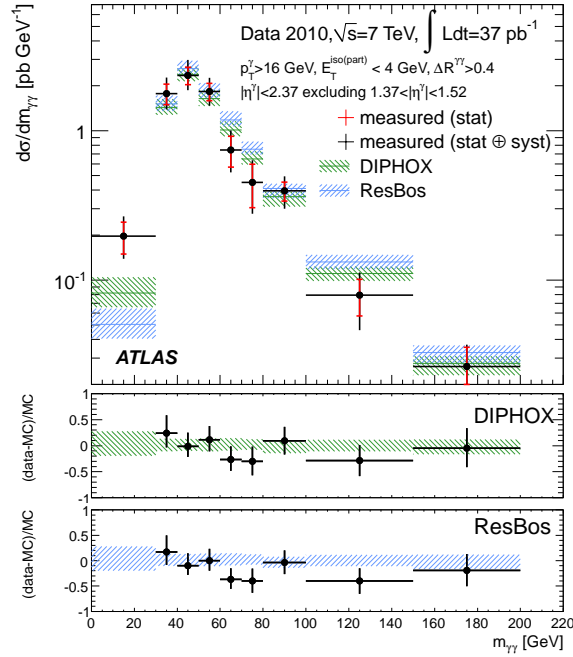 Data 2010, √s=7 TeV, ∫ Ldt=37 pb⁻¹
p_T^γ>16 GeV, E_T^iso(part) < 4 GeV, ΔR^γγ>0.4
|η^γ|<2.37 excluding 1.37<|η^γ|<1.52
measured (stat)
measured (stat ⊕ syst)
DIPHOX
ResBos
dσ/dm_γγ [pb GeV⁻¹]
1
10⁻¹
ATLAS
DIPHOX
(data-MC)/MC
1
0.5
0
-0.5
-1
ResBos
(data-MC)/MC
1
0.5
0
-0.5
-1
0 20 40 60 80 100 120 140 160 180 200 220
m_γγ [GeV]